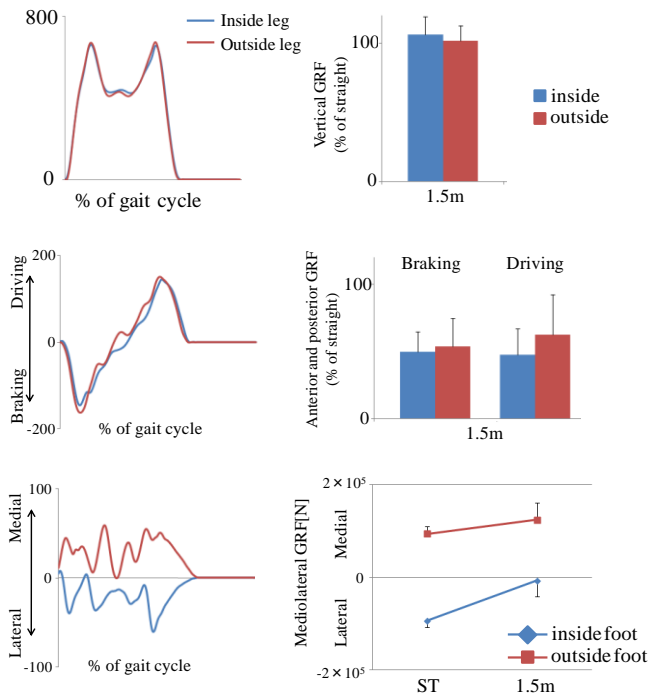 800
0
Inside leg
Outside leg
% of gait cycle
Vertical GRF
(% of straight)
100
0
1.5m
inside
outside
Driving
Braking
200
0
-200
% of gait cycle
Anterior and posterior GRF
(% of straight)
100
0
Braking
Driving
1.5m
Medial
Lateral
100
0
-100
% of gait cycle
Mediolateral GRF[N]
Medial
Lateral
2×10⁵
0
-2×10⁵
ST
1.5m
inside foot
outside foot